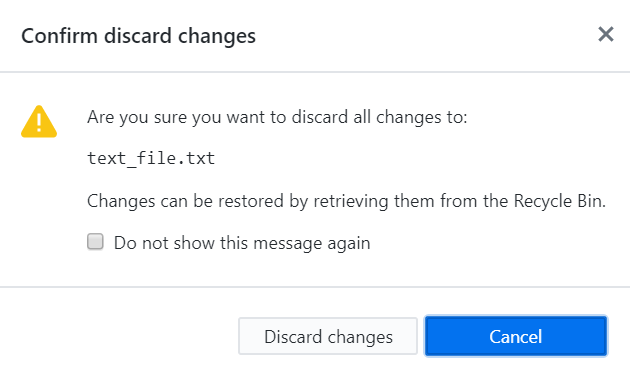 Confirm discard changes
Are you sure you want to discard all changes to:
text_file.txt
Changes can be restored by retrieving them from the Recycle Bin.
Do not show this message again
Discard changes
Cancel